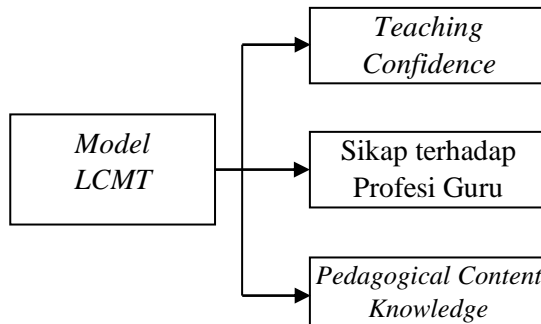 Teaching
Confidence
Model
LCMT
Sikap terhadap
Profesi Guru
Pedagogical Content
Knowledge